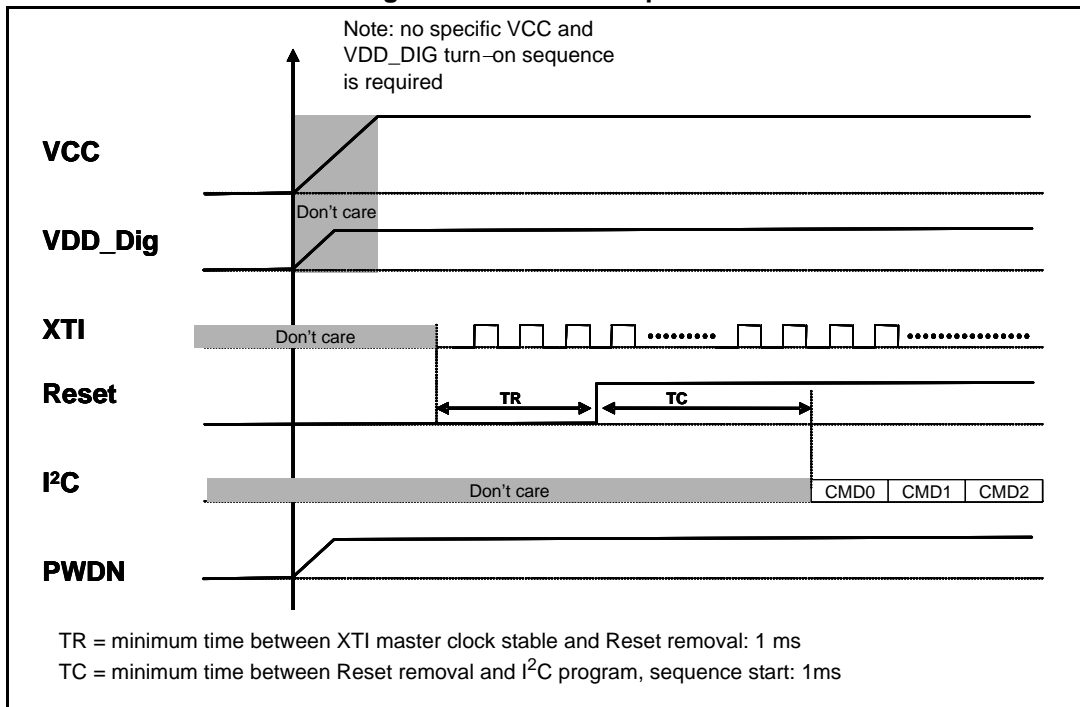 Note: no specific VCC and
VDD_DIG turn–on sequence
is required
VCC
Don't care
VDD_Dig
XTI
Don't care
Reset
TR
TC
I²C
Don't care
CMD0
CMD1
CMD2
PWDN
TR = minimum time between XTI master clock stable and Reset removal: 1 ms
TC = minimum time between Reset removal and I²C program, sequence start: 1ms